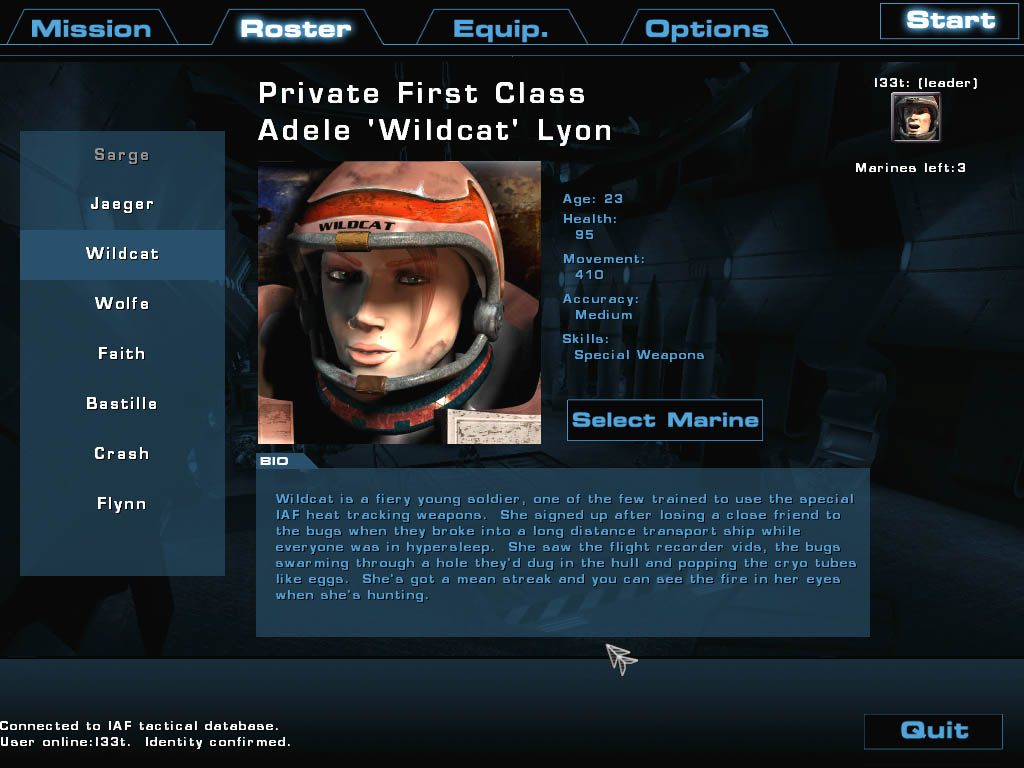 Mission
Roster
Equip.
Options
Start
Private First Class
Adele 'Wildcat' Lyon
l33t: (leader)
Marines left:3
Sarge
Jaeger
Wildcat
Wolfe
Faith
Bastille
Crash
Flynn
WILDCAT
Age: 23
Health:
95
Movement:
410
Accuracy:
Medium
Skills:
Special Weapons
Select Marine
BIO
Wildcat is a fiery young soldier, one of the few trained to use the special
IAF heat tracking weapons. She signed up after losing a close friend to
the bugs when they broke into a long distance transport ship while
everyone was in hypersleep. She saw the flight recorder vids, the bugs
swarming through a hole they'd dug in the hull and popping the cryo tubes
like eggs. She's got a mean streak and you can see the fire in her eyes
when she's hunting.
Connected to IAF tactical database.
User online:l33t. Identity confirmed.
Quit